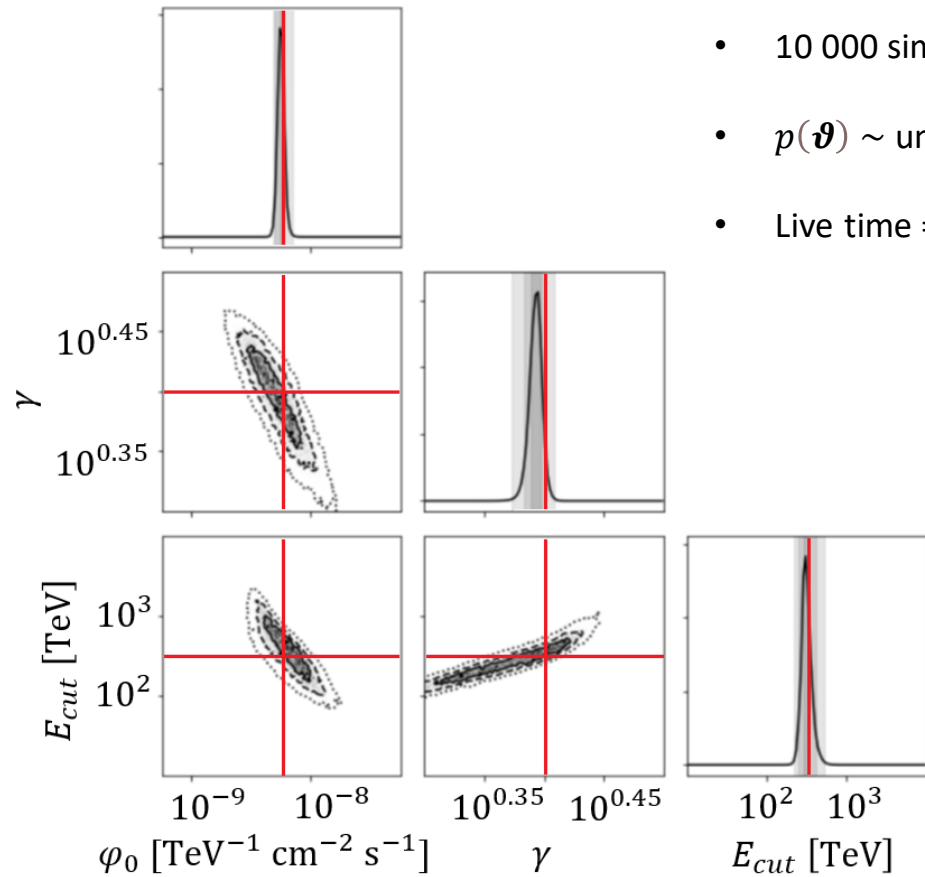 • 10 000 sim
• p(ϑ) ~ un
• Live time
γ
10^0.45
10^0.35
E_cut [TeV]
10^3
10^2
10^-9 10^-8 10^0.35 10^0.45 10^2 10^3
φ_0 [TeV^-1 cm^-2 s^-1] γ E_cut [TeV]